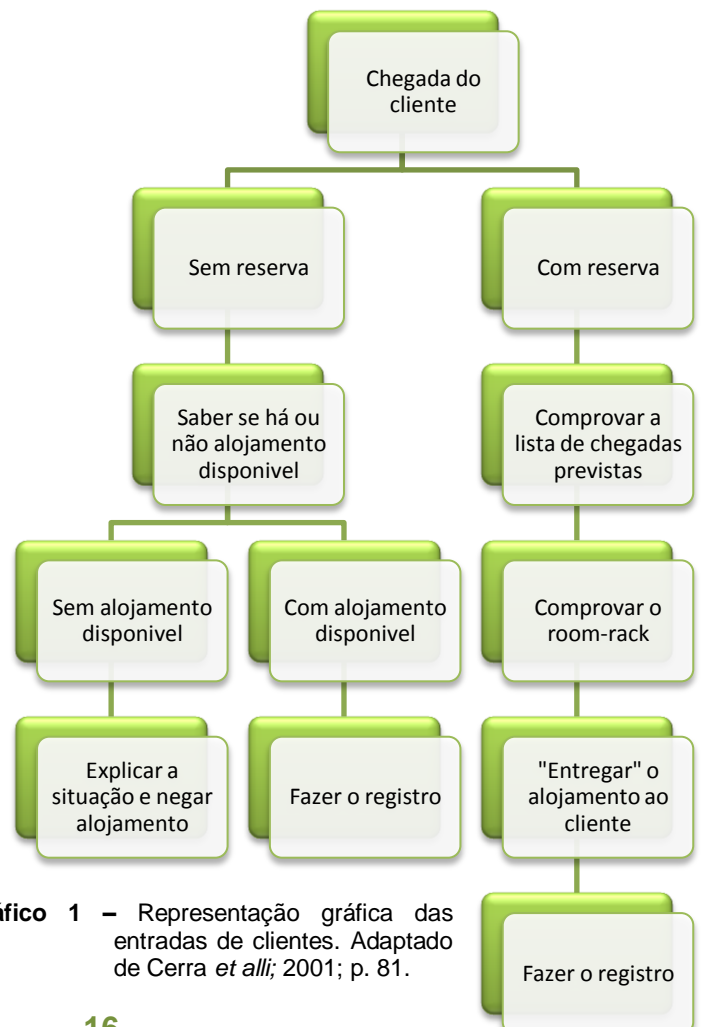 Chegada do
cliente
Sem reserva
Com reserva
Saber se há ou
não alojamento
disponivel
Comprovar a
lista de chegadas
previstas
Sem alojamento
disponivel
Com alojamento
disponivel
Comprovar o
room-rack
Explicar a
situação e negar
alojamento
Fazer o registro
"Entregar" o
alojamento ao
cliente
áfico 1 – Representação gráfica das
entradas de clientes. Adaptado
de Cerra et alli; 2001; p. 81.
Fazer o registro
16